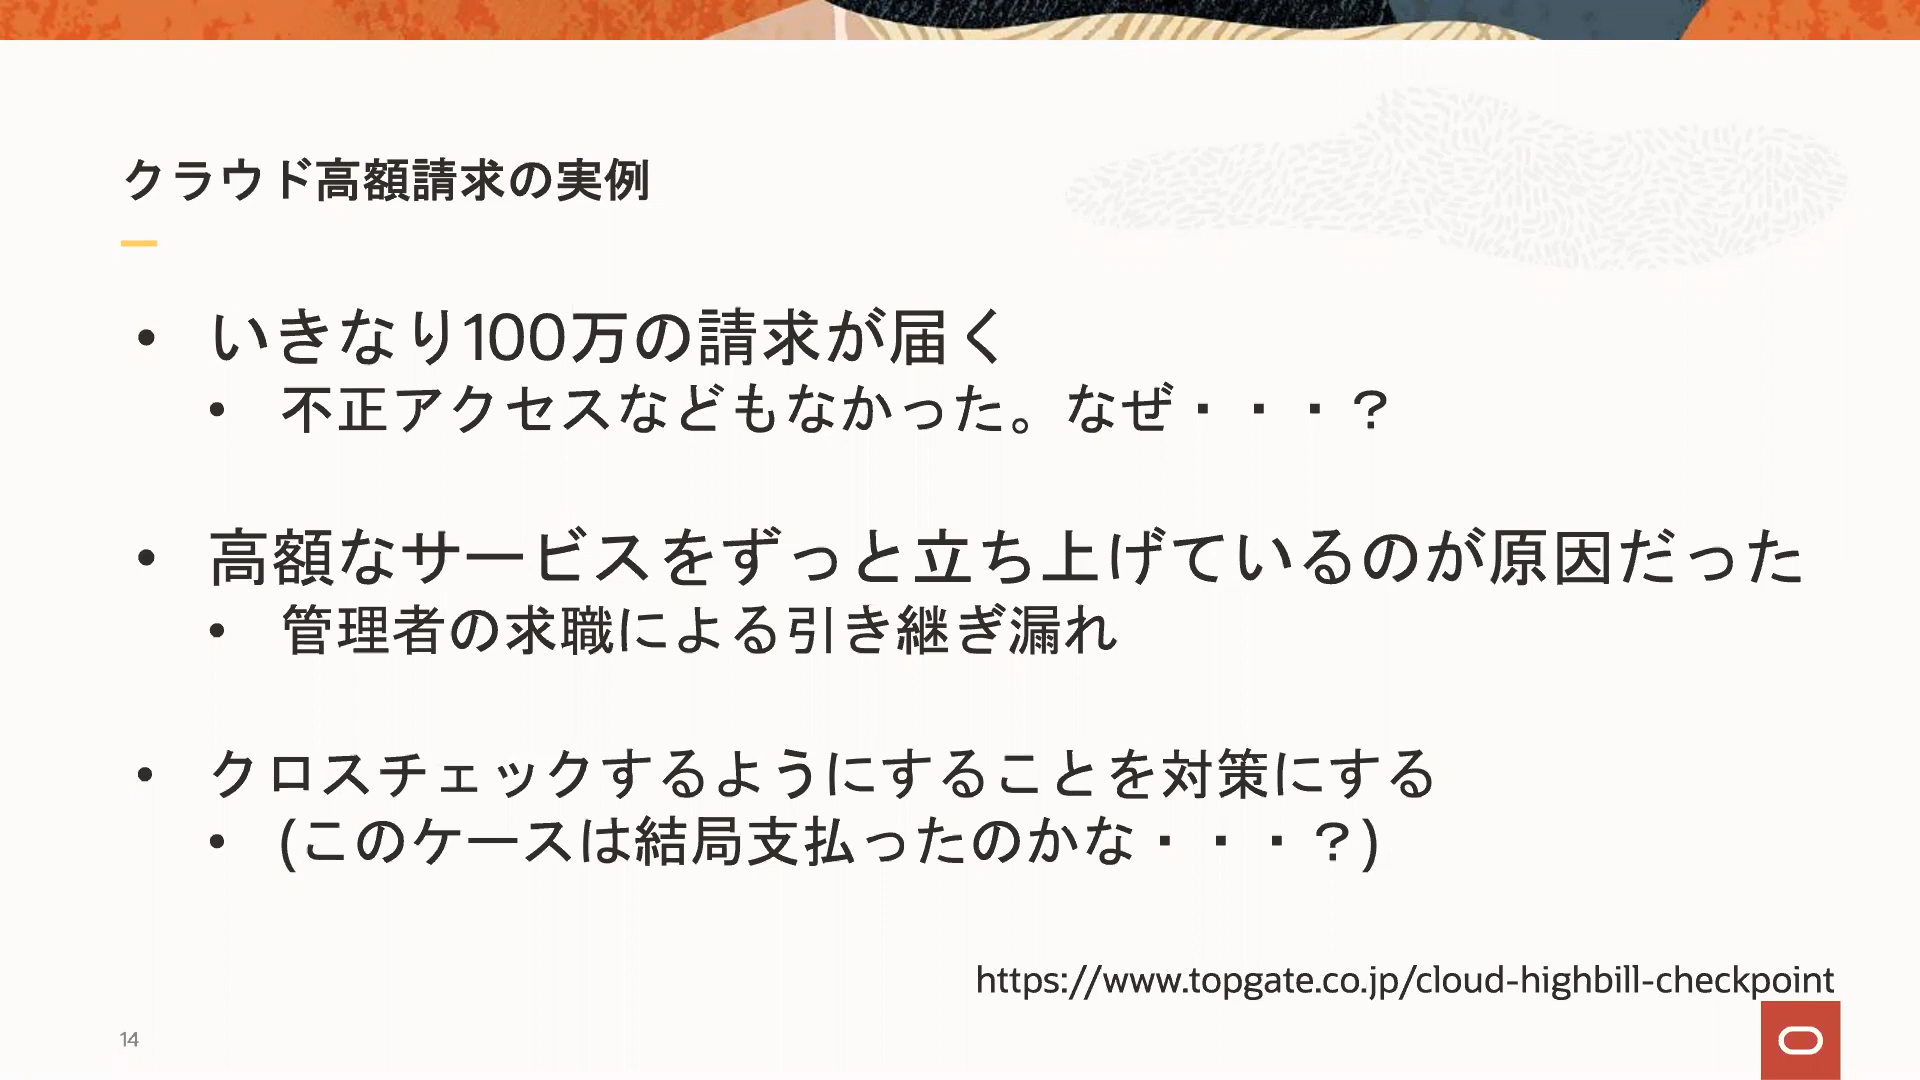 クラウド高額請求の実例
• いきなり100万の請求が届く
• 不正アクセスなどもなかった。なぜ・・・？
• 高額なサービスをずっと立ち上げているのが原因だった
• 管理者の求職による引き継ぎ漏れ
• クロスチェックするようにすることを対策にする
• (このケースは結局支払ったのかな・・・？)
https://www.topgate.co.jp/cloud-highbill-checkpoint
14